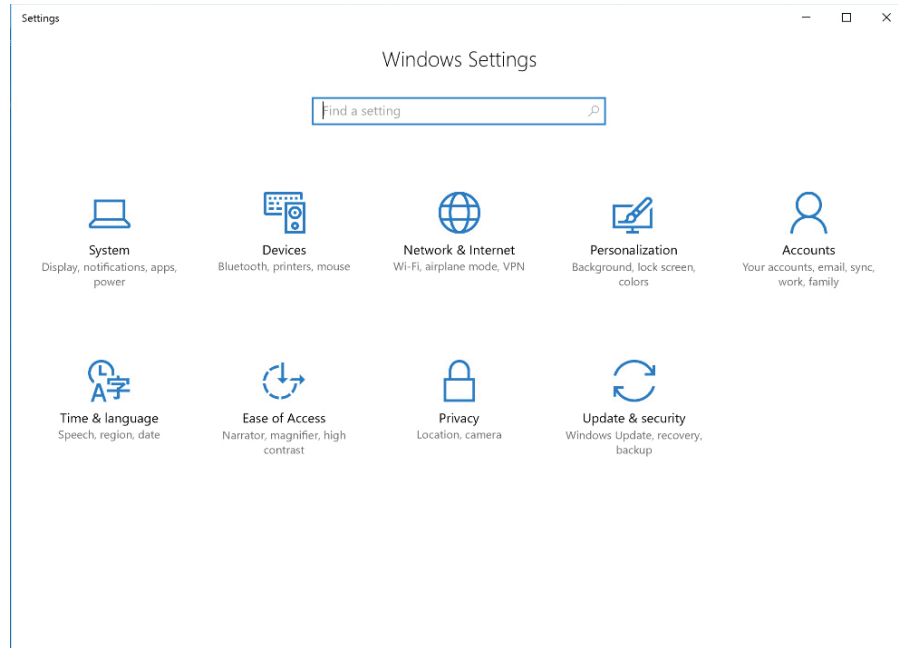 Settings
Windows Settings
Find a setting
System
Display, notifications, apps,
power
Devices
Bluetooth, printers, mouse
Network & Internet
Wi-Fi, airplane mode, VPN
Personalization
Background, lock screen,
colors
Accounts
Your accounts, email, sync,
work, family
A字
Time & language
Speech, region, date
Ease of Access
Narrator, magnifier, high
contrast
Privacy
Location, camera
Update & security
Windows Update, recovery,
backup